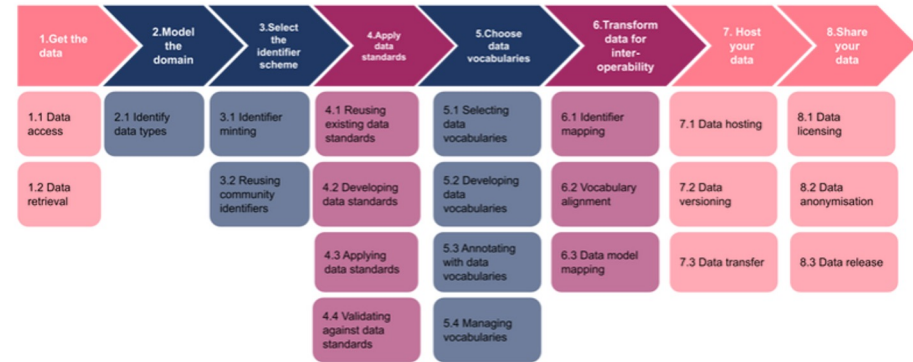 1.Get the
data
2.Model
the
domain
3.Select
the
identifier
scheme
4.Apply
data
standards
5.Choose
data
vocabularies
6.Transform
data for
inter-
operability
7. Host
your
data
8.Share
your
data
1.1 Data
access
1.2 Data
retrieval
2.1 Identify
data types
3.1 Identifier
minting
3.2 Reusing
community
identifiers
4.1 Reusing
existing data
standards
4.2 Developing
data standards
4.3 Applying
data standards
4.4 Validating
against data
standards
5.1 Selecting
data
vocabularies
5.2 Developing
data
vocabularies
5.3 Annotating
with data
vocabularies
5.4 Managing
vocabularies
6.1 Identifier
mapping
6.2 Vocabulary
alignment
6.3 Data model
mapping
7.1 Data hosting
7.2 Data
versioning
7.3 Data transfer
8.1 Data
licensing
8.2 Data
anonymisation
8.3 Data release